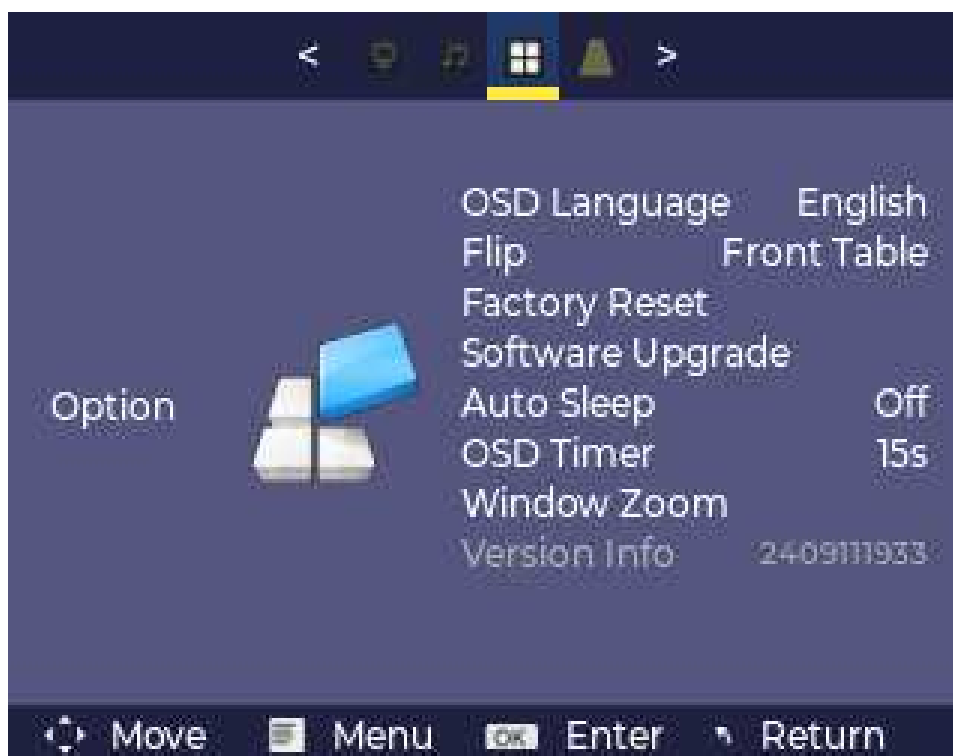 < >
OSD Language English
Flip Front Table
Factory Reset
Software Upgrade
Option
Auto Sleep Off
OSD Timer 15s
Window Zoom
Version Info 2409111933
Move Menu OK Enter Return